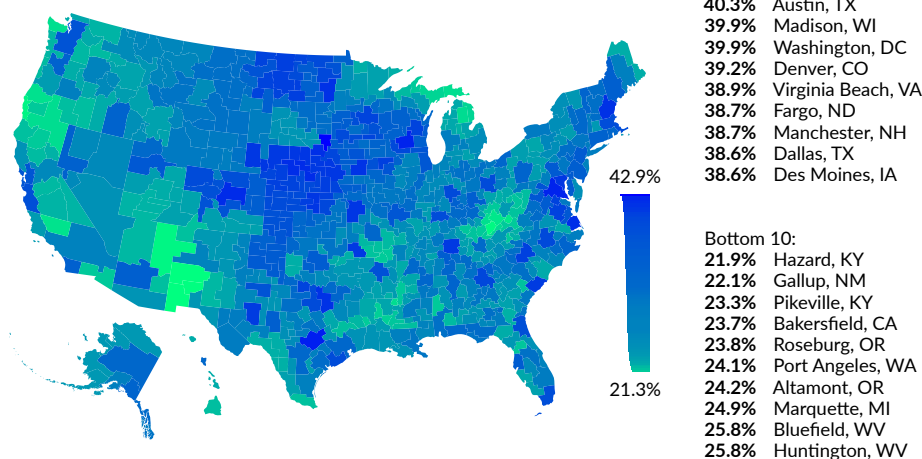 40.3% Austin, TX
39.9% Madison, WI
39.9% Washington, DC
39.2% Denver, CO
38.9% Virginia Beach, VA
38.7% Fargo, ND
38.7% Manchester, NH
38.6% Dallas, TX
38.6% Des Moines, IA
42.9%
21.3%
Bottom 10:
21.9% Hazard, KY
22.1% Gallup, NM
23.3% Pikeville, KY
23.7% Bakersfield, CA
23.8% Roseburg, OR
24.1% Port Angeles, WA
24.2% Altamont, OR
24.9% Marquette, MI
25.8% Bluefield, WV
25.8% Huntington, WV